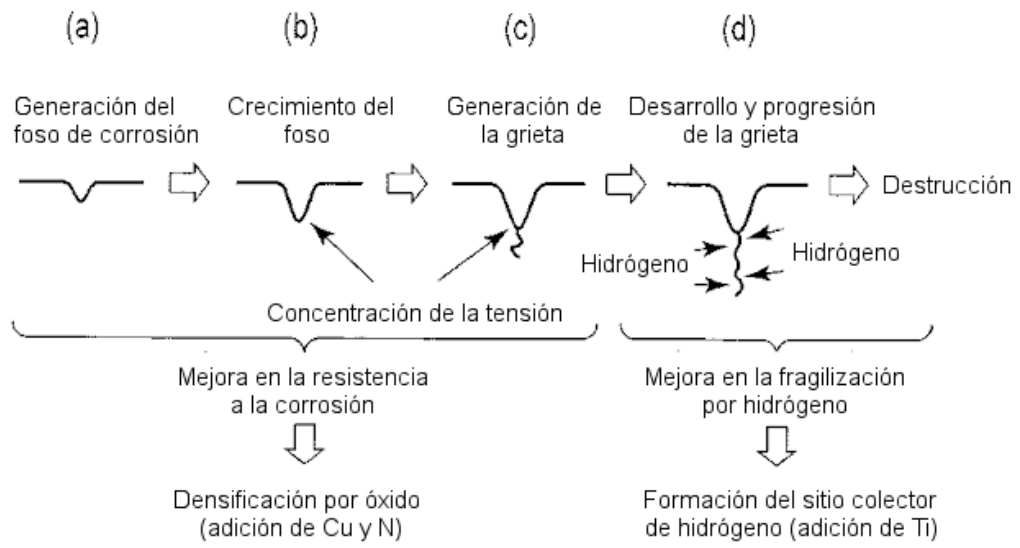 (a)
(b)
(c)
(d)
Generación del
foso de corrosión
Crecimiento del
foso
Generación de
la grieta
Desarrollo y progresión
de la grieta
Destrucción
Hidrógeno
Hidrógeno
Concentración de la tensión
Mejora en la resistencia
a la corrosión
Mejora en la fragilización
por hidrógeno
Densificación por óxido
(adición de Cu y N)
Formación del sitio colector
de hidrógeno (adición de Ti)